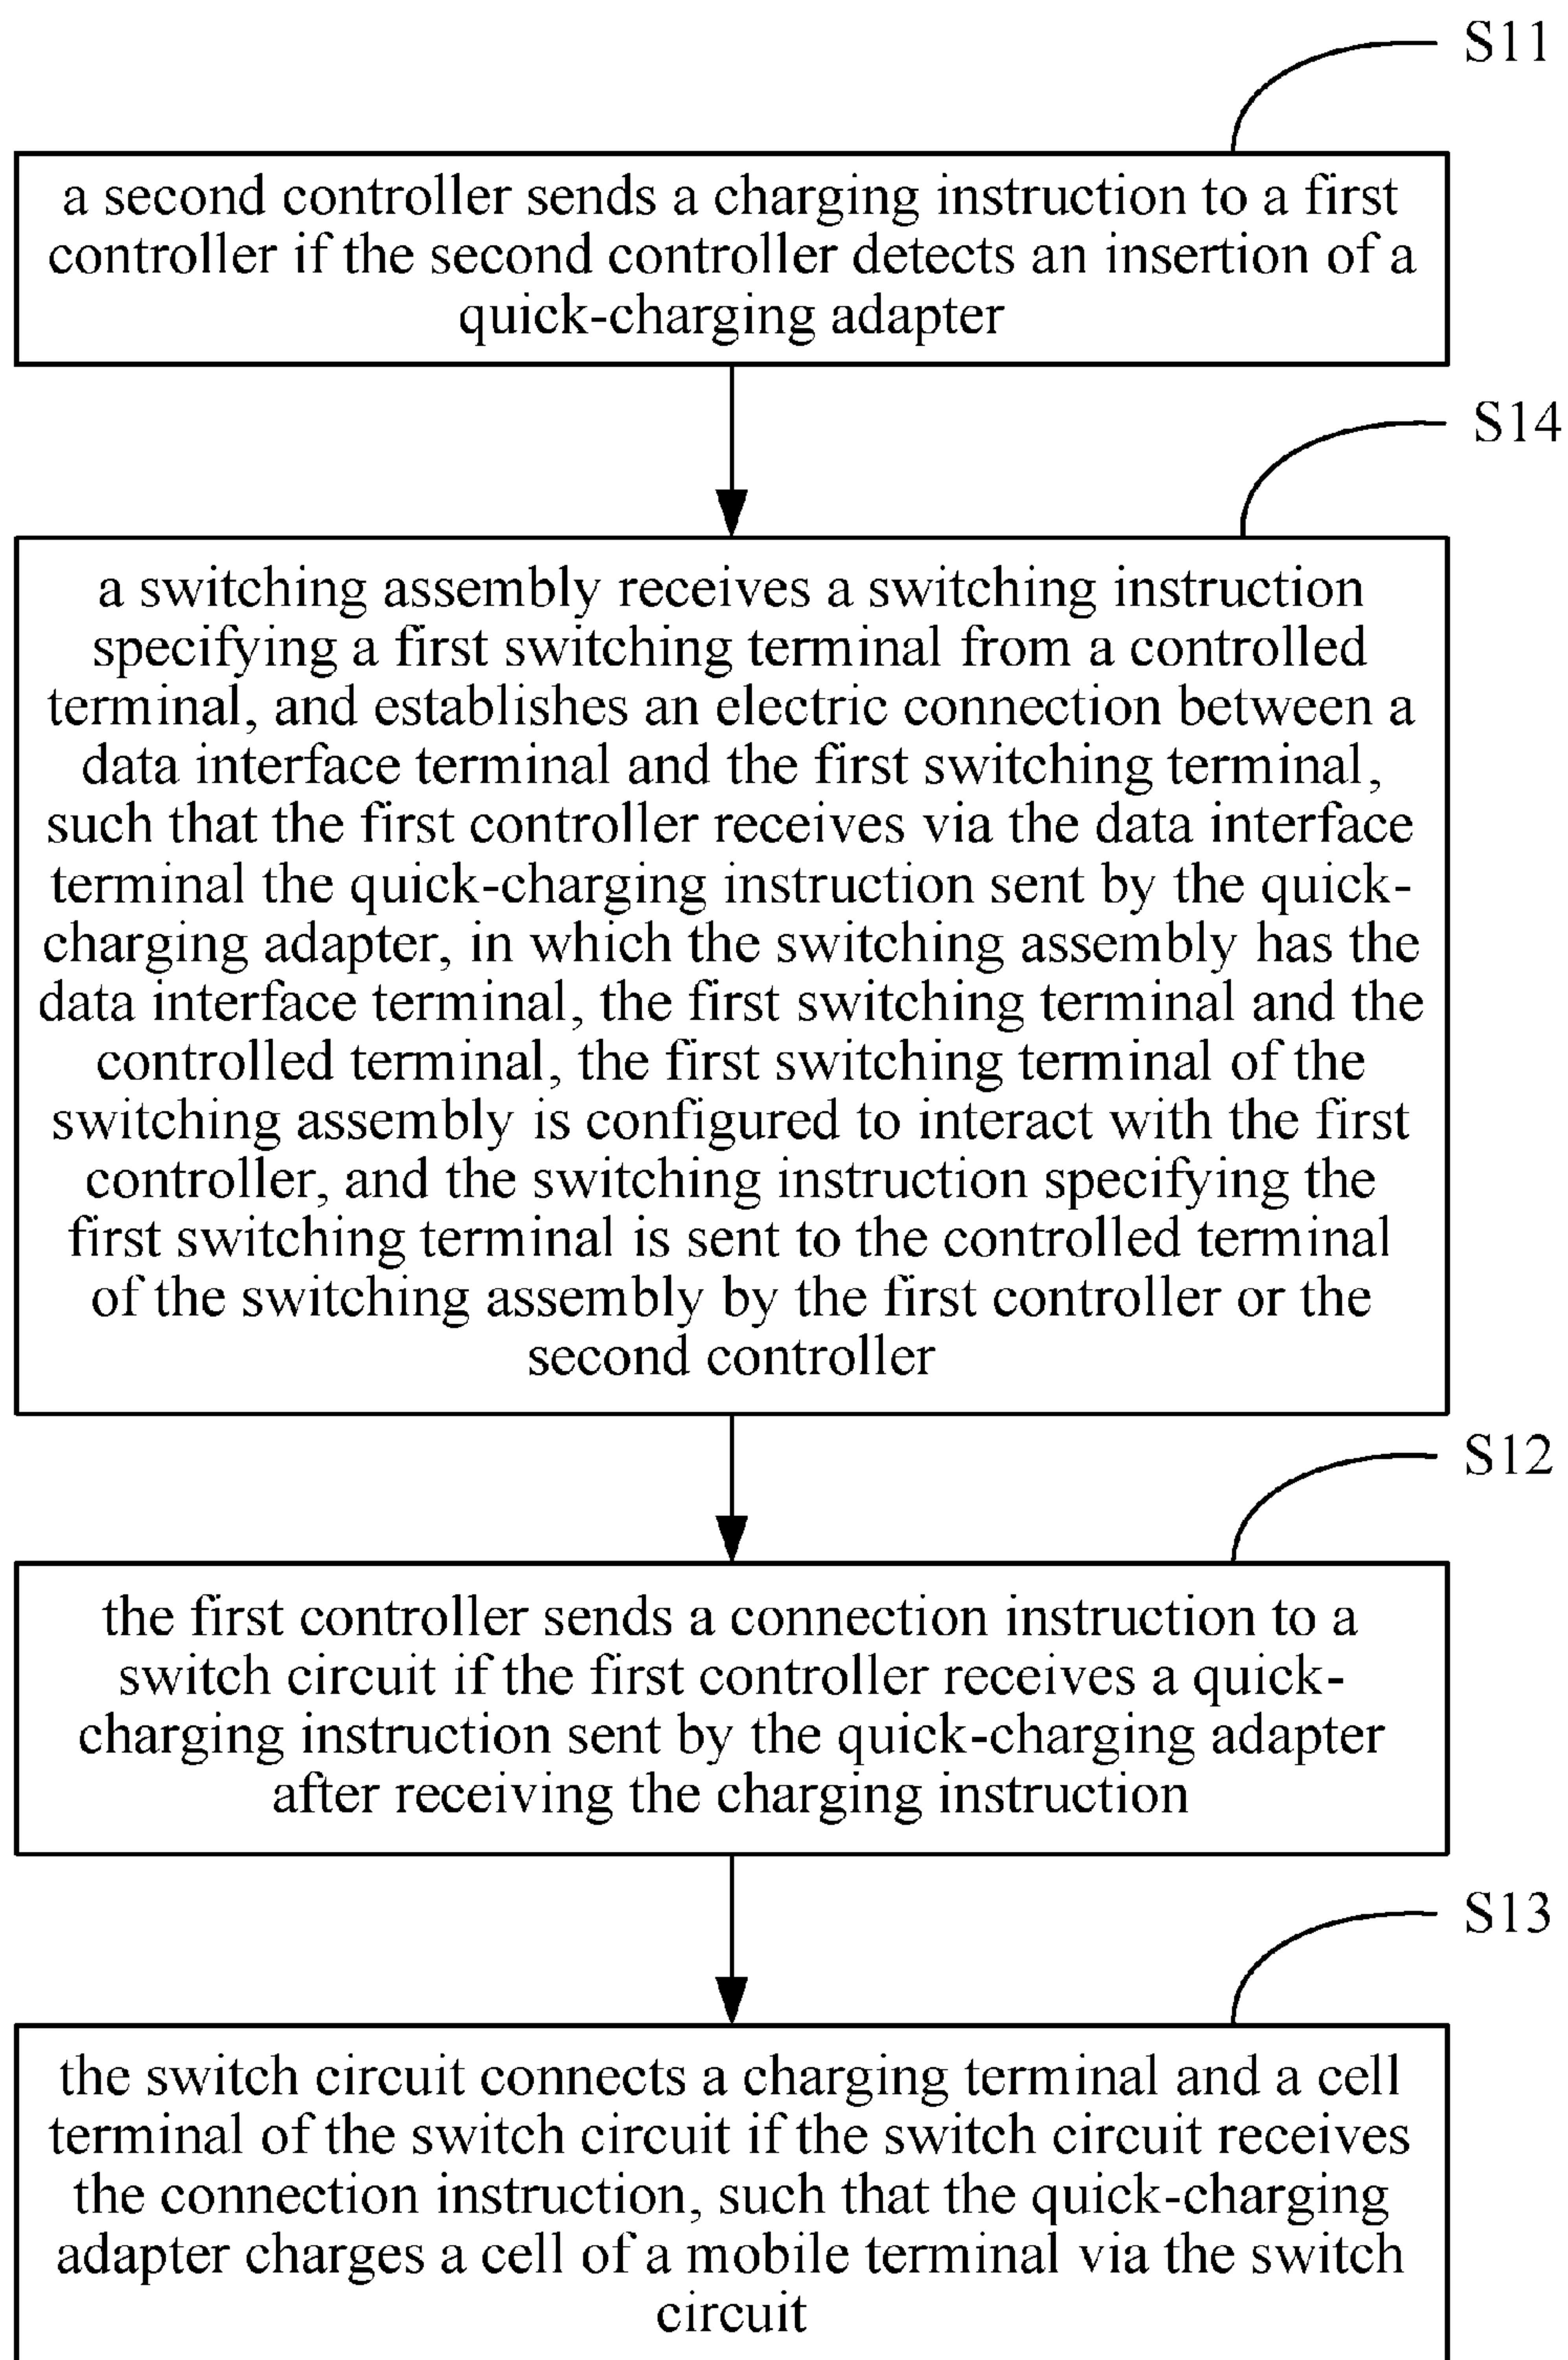 S11
a second controller sends a charging instruction to a first
controller if the second controller detects an insertion of a
quick-charging adapter
S14
a switching assembly receives a switching instruction
specifying a first switching terminal from a controlled
terminal, and establishes an electric connection between a
data interface terminal and the first switching terminal,
such that the first controller receives via the data interface
terminal the quick-charging instruction sent by the quick-
charging adapter, in which the switching assembly has the
data interface terminal, the first switching terminal and the
controlled terminal, the first switching terminal of the
switching assembly is configured to interact with the first
controller, and the switching instruction specifying the
first switching terminal is sent to the controlled terminal
of the switching assembly by the first controller or the
second controller
S12
the first controller sends a connection instruction to a
switch circuit if the first controller receives a quick-
charging instruction sent by the quick-charging adapter
after receiving the charging instruction
S13
the switch circuit connects a charging terminal and a cell
terminal of the switch circuit if the switch circuit receives
the connection instruction, such that the quick-charging
adapter charges a cell of a mobile terminal via the switch
circuit